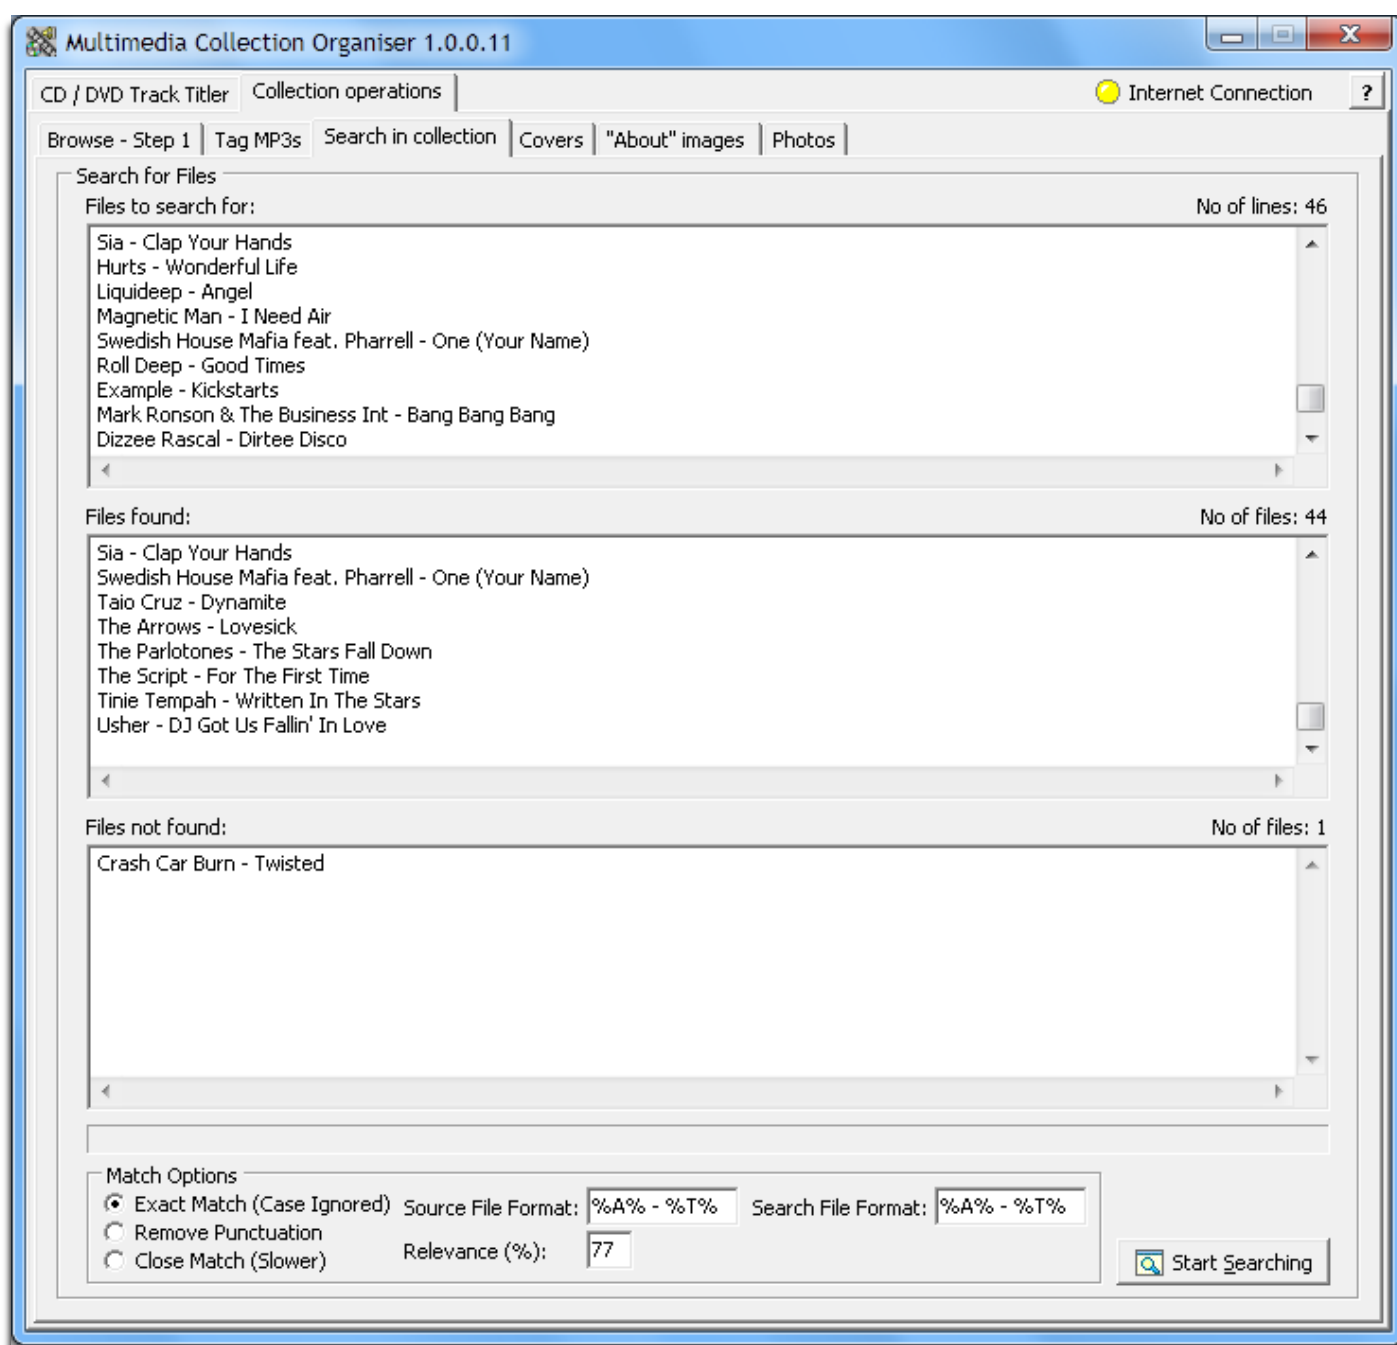 Multimedia Collection Organiser 1.0.0.11
CD / DVD Track Titler
Collection operations
Internet Connection
?
Browse - Step 1
Tag MP3s
Search in collection
Covers
"About" images
Photos
Search for Files
Files to search for:
No of lines: 46
Sia - Clap Your Hands
Hurts - Wonderful Life
Liquideep - Angel
Magnetic Man - I Need Air
Swedish House Mafia feat. Pharrell - One (Your Name)
Roll Deep - Good Times
Example - Kickstarts
Mark Ronson & The Business Int - Bang Bang Bang
Dizzee Rascal - Dirtee Disco
Files found:
No of files: 44
Sia - Clap Your Hands
Swedish House Mafia feat. Pharrell - One (Your Name)
Taio Cruz - Dynamite
The Arrows - Lovesick
The Parlotones - The Stars Fall Down
The Script - For The First Time
Tinie Tempah - Written In The Stars
Usher - DJ Got Us Fallin' In Love
Files not found:
No of files: 1
Crash Car Burn - Twisted
Match Options
Exact Match (Case Ignored)
Source File Format: %A% - %T%
Search File Format: %A% - %T%
Remove Punctuation
Relevance (%): 77
Close Match (Slower)
Start Searching